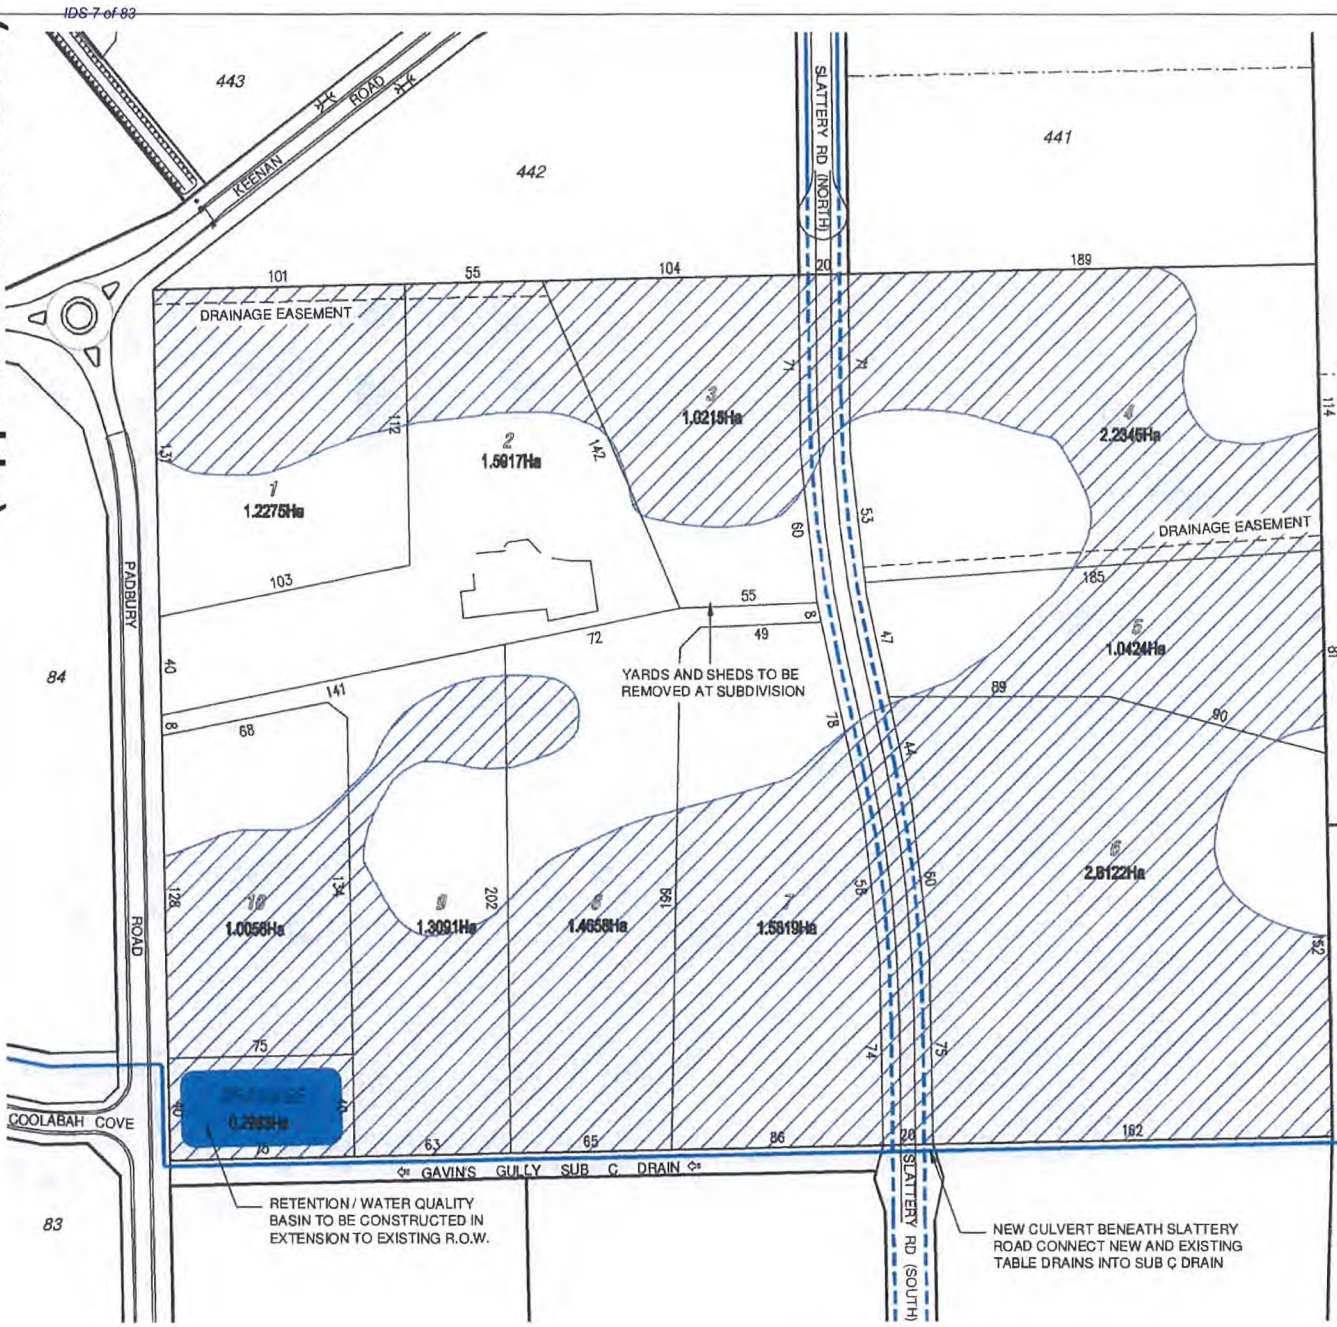 IDS 7 of 83
443
KEENAN ROAD
442
441
SLATTERY RD (NORTH)
101
55
104
20
189
DRAINAGE EASEMENT
71
71
3
1.0215Ha
4
2.2345Ha
114
112
2
1.5917Ha
142
137
1
1.2275Ha
60
53
DRAINAGE EASEMENT
185
103
55
8
49
72
47
5
1.0424Ha
81
PADBURY
ROAD
84
40
YARDS AND SHEDS TO BE
REMOVED AT SUBDIVISION
141
68
8
89
90
78
44
6
2.8122Ha
60
58
128
134
202
199
10
1.0056Ha
9
1.3091Ha
8
1.4658Ha
7
1.5819Ha
152
75
74
75
DRAINAGE
40
40
COOLABAH COVE
75
63
65
86
20
162
GAVIN'S GULLY SUB C DRAIN
SLATTERY RD (SOUTH)
RETENTION / WATER QUALITY
BASIN TO BE CONSTRUCTED IN
EXTENSION TO EXISTING R.O.W.
83
NEW CULVERT BENEATH SLATTERY
ROAD CONNECT NEW AND EXISTING
TABLE DRAINS INTO SUB C DRAIN